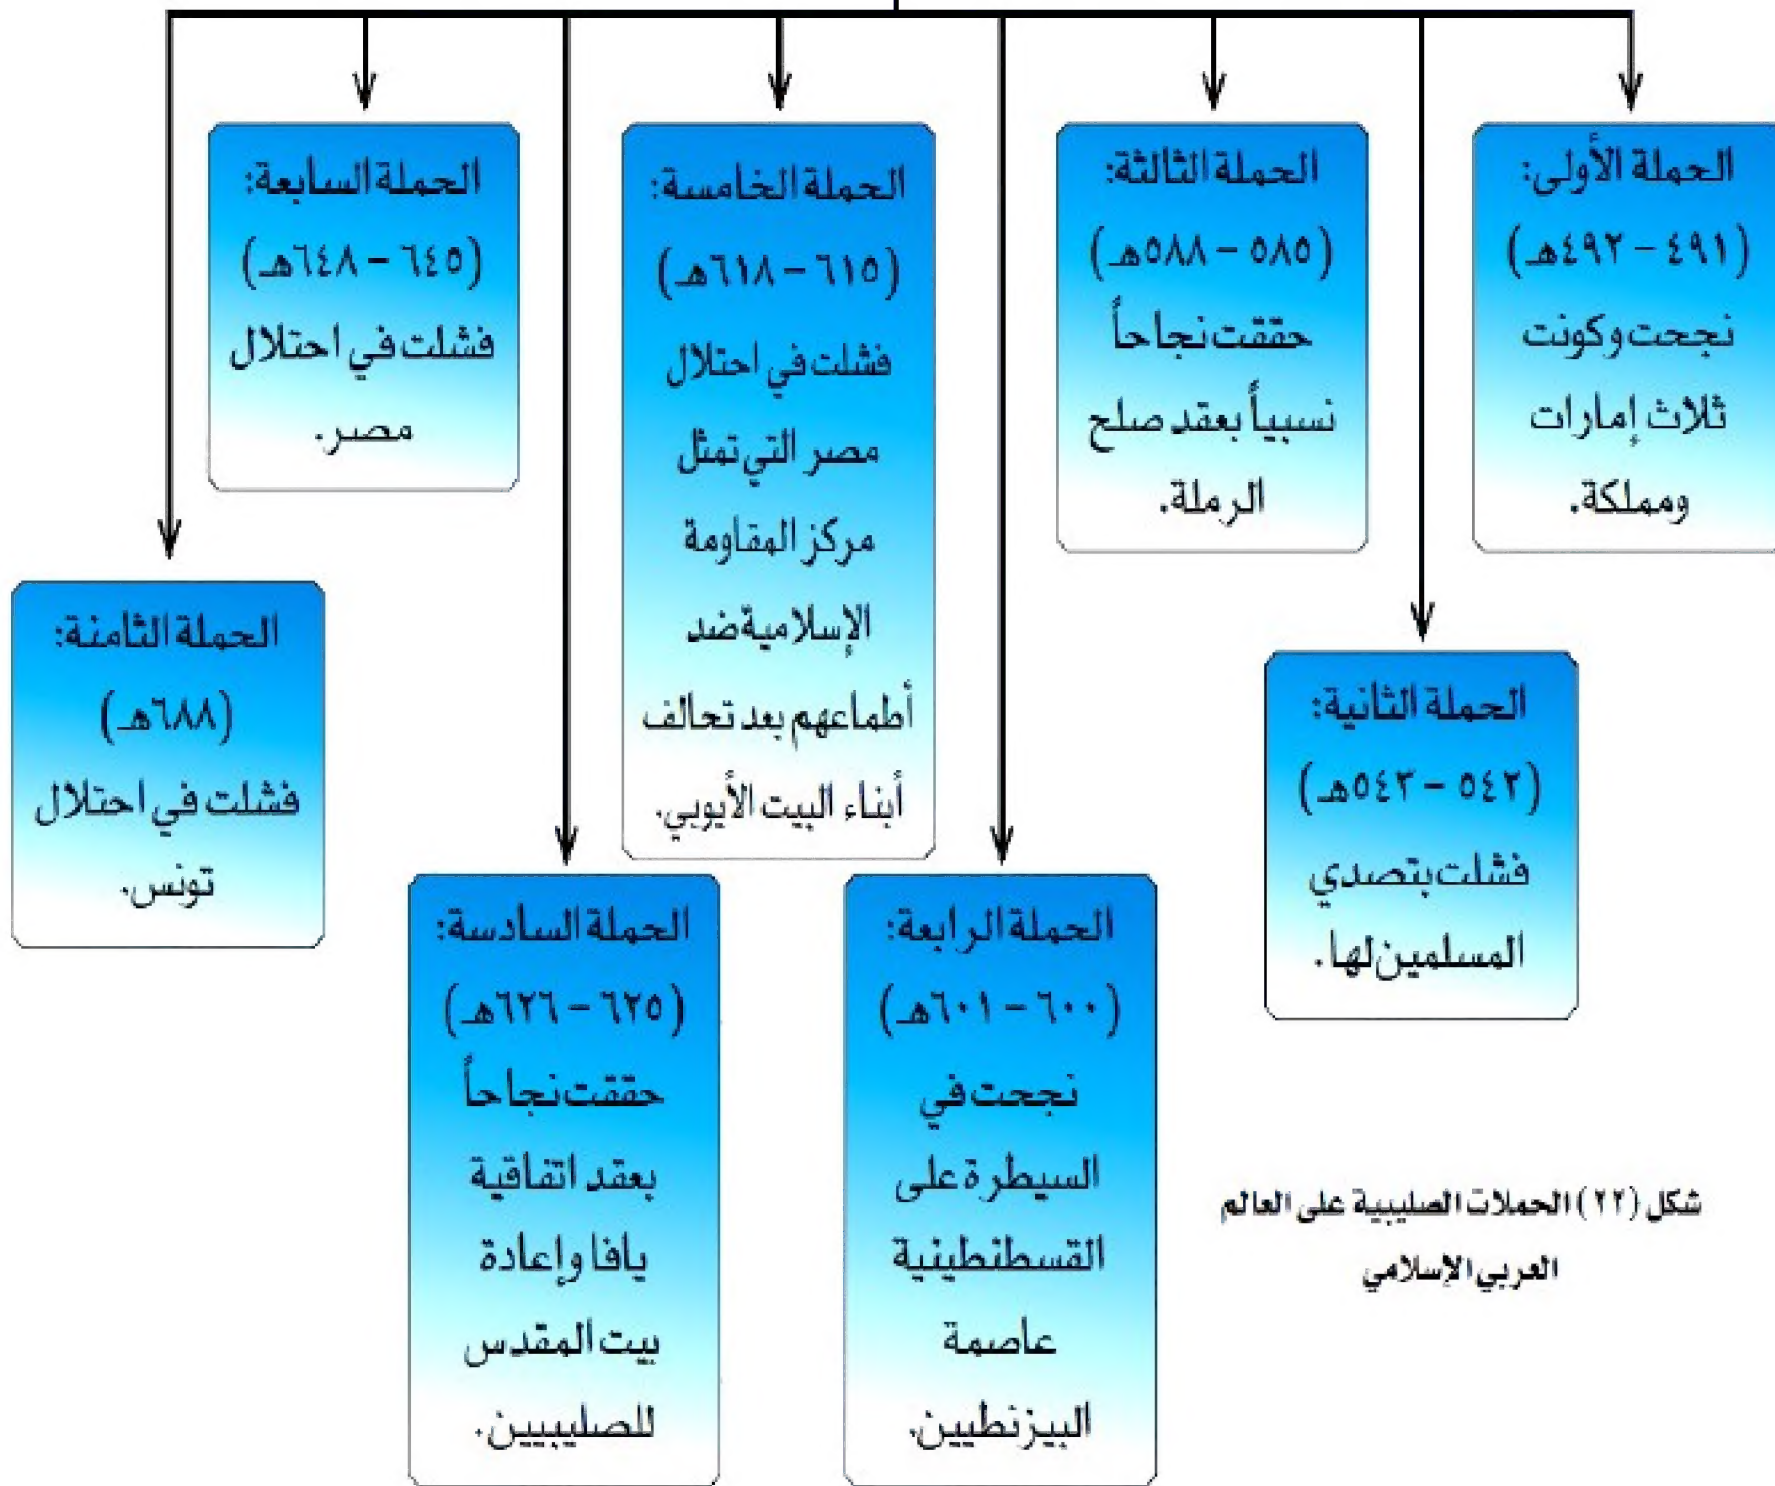 الحملة الأولى:
(٤٩١ – ٤٩٢هـ)
نجحت وكونت
ثلاث إمارات
ومملكة.
الحملة الثانية:
(٥٤٢ – ٥٤٣هـ)
فشلت بتصدي
المسلمين لها.
الحملة الثالثة:
(٥٨٥ – ٥٨٨هـ)
حققت نجاحاً
نسبياً بعقد صلح
الرملة.
الحملة الرابعة:
(٦٠٠ – ٦٠١هـ)
نجحت في
السيطرة على
القسطنطينية
عاصمة
البيزنطيين.
الحملة الخامسة:
(٦١٥ – ٦١٨هـ)
فشلت في احتلال
مصر التي تمثل
مركز المقاومة
الإسلامية ضد
أطماعهم بعد تحالف
أبناء البيت الأيوبي.
الحملة السادسة:
(٦٢٥ – ٦٢٦هـ)
حققت نجاحاً
بعقد اتفاقية
يافا وإعادة
بيت المقدس
للصليبيين.
الحملة السابعة:
(٦٤٥ – ٦٤٨هـ)
فشلت في احتلال
مصر.
الحملة الثامنة:
(٦٨٨هـ)
فشلت في احتلال
تونس.
شكل (٢٢) الحملات الصليبية على العالم
العربي الإسلامي